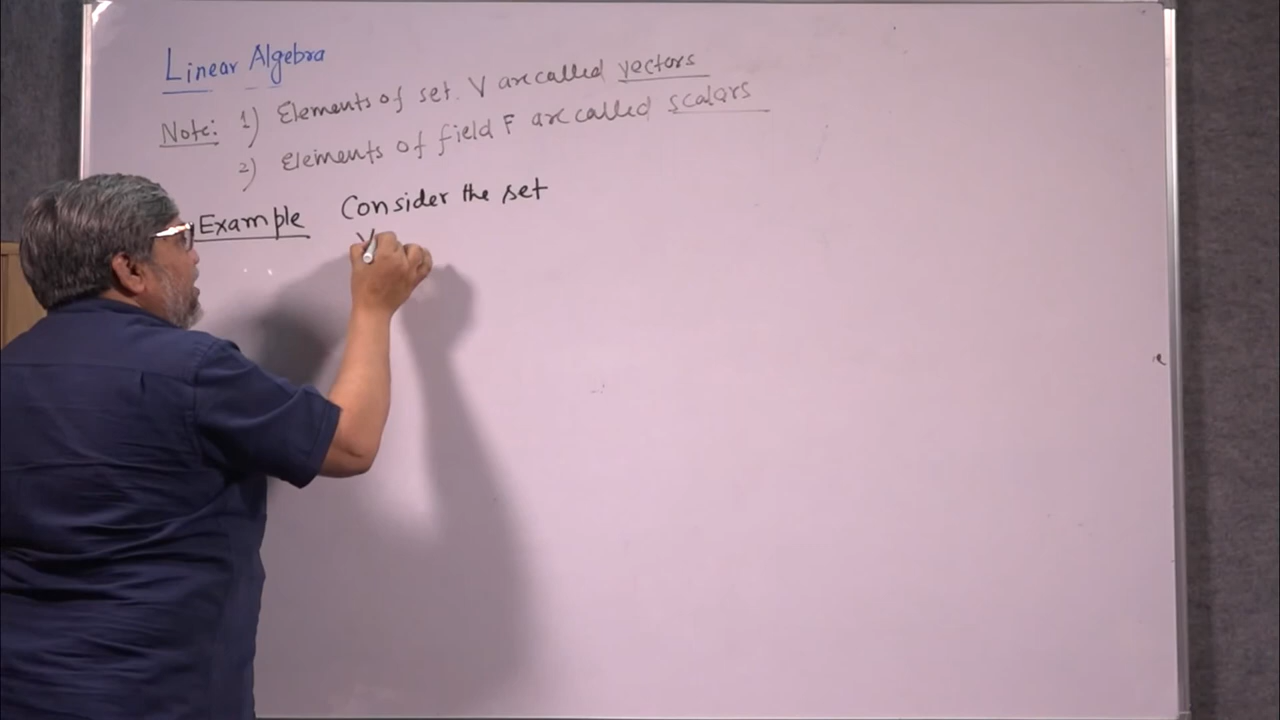 Linear Algebra
Note: 1) Elements of set. V are called vectors
2) Elements of field F are called scalars
Example Consider the set
V